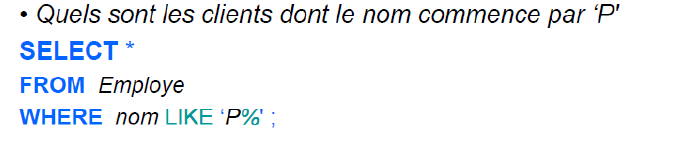 • Quels sont les clients dont le nom commence par ‘P'
SELECT *
FROM Employe
WHERE nom LIKE ‘P%' ;